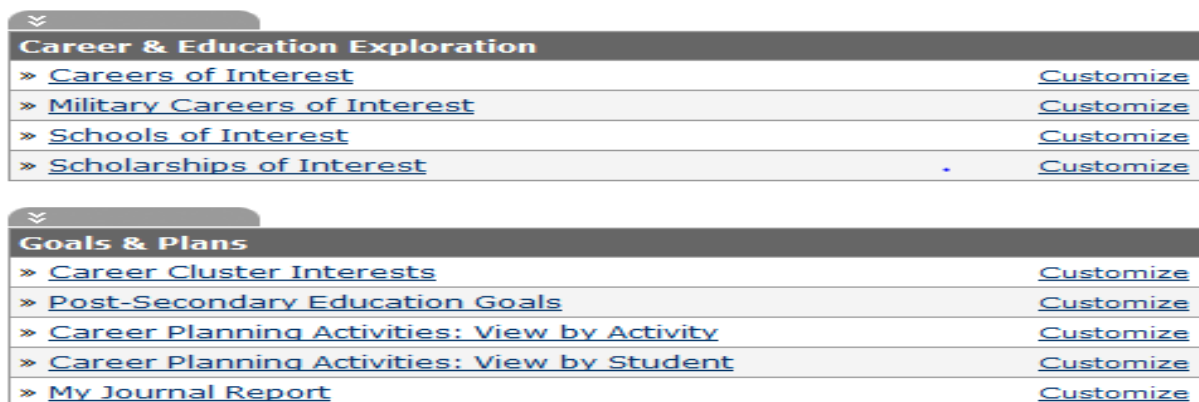 Career & Education Exploration
» Careers of Interest Customize
» Military Careers of Interest Customize
» Schools of Interest Customize
» Scholarships of Interest Customize
Goals & Plans
» Career Cluster Interests Customize
» Post-Secondary Education Goals Customize
» Career Planning Activities: View by Activity Customize
» Career Planning Activities: View by Student Customize
» My Journal Report Customize